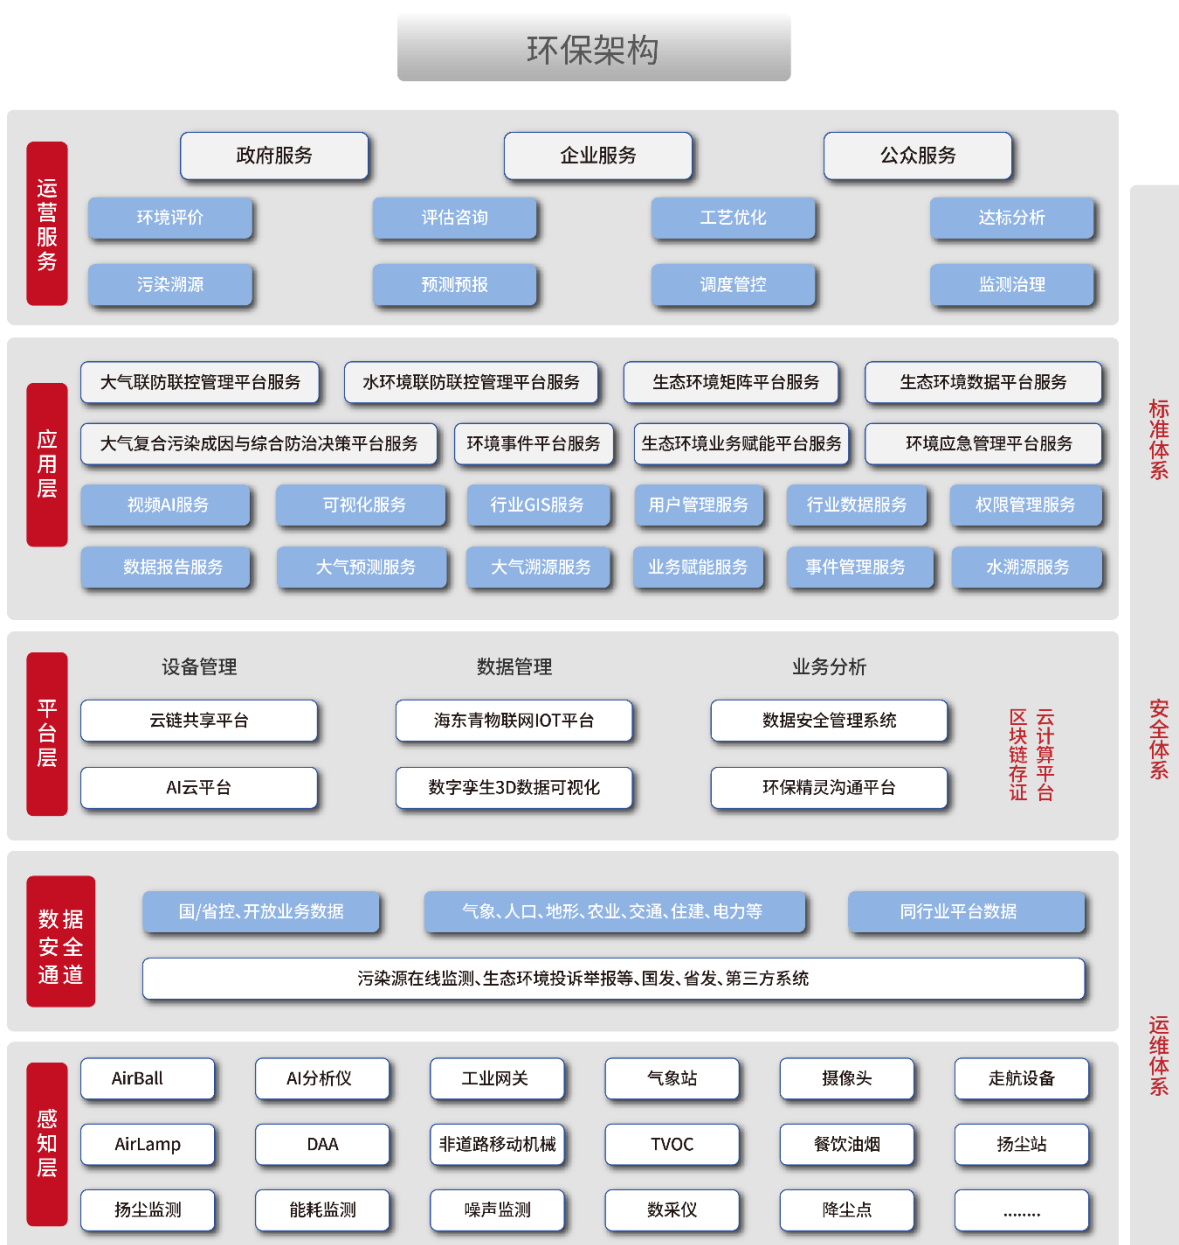 环保架构
运营服务
政府服务
企业服务
公众服务
环境评价
评估咨询
工艺优化
达标分析
污染溯源
预测预报
调度管控
监测治理
应用层
大气联防联控管理平台服务
水环境联防联控管理平台服务
生态环境矩阵平台服务
生态环境数据平台服务
大气复合污染成因与综合防治决策平台服务
环境事件平台服务
生态环境业务赋能平台服务
环境应急管理平台服务
视频AI服务
可视化服务
行业GIS服务
用户管理服务
行业数据服务
权限管理服务
数据报告服务
大气预测服务
大气溯源服务
业务赋能服务
事件管理服务
水溯源服务
平台层
设备管理
数据管理
业务分析
云链共享平台
海东青物联网IOT平台
数据安全管理系统
AI云平台
数字孪生3D数据可视化
环保精灵沟通平台
区块链存证
云计算平台
数据
安全
通道
国/省控、开放业务数据
气象、人口、地形、农业、交通、住建、电力等
同行业平台数据
污染源在线监测、生态环境投诉举报等、国发、省发、第三方系统
感知层
AirBall
AI分析仪
工业网关
气象站
摄像头
走航设备
AirLamp
DAA
非道路移动机械
TVOC
餐饮油烟
扬尘站
扬尘监测
能耗监测
噪声监测
数采仪
降尘点
........
标准体系
安全体系
运维体系